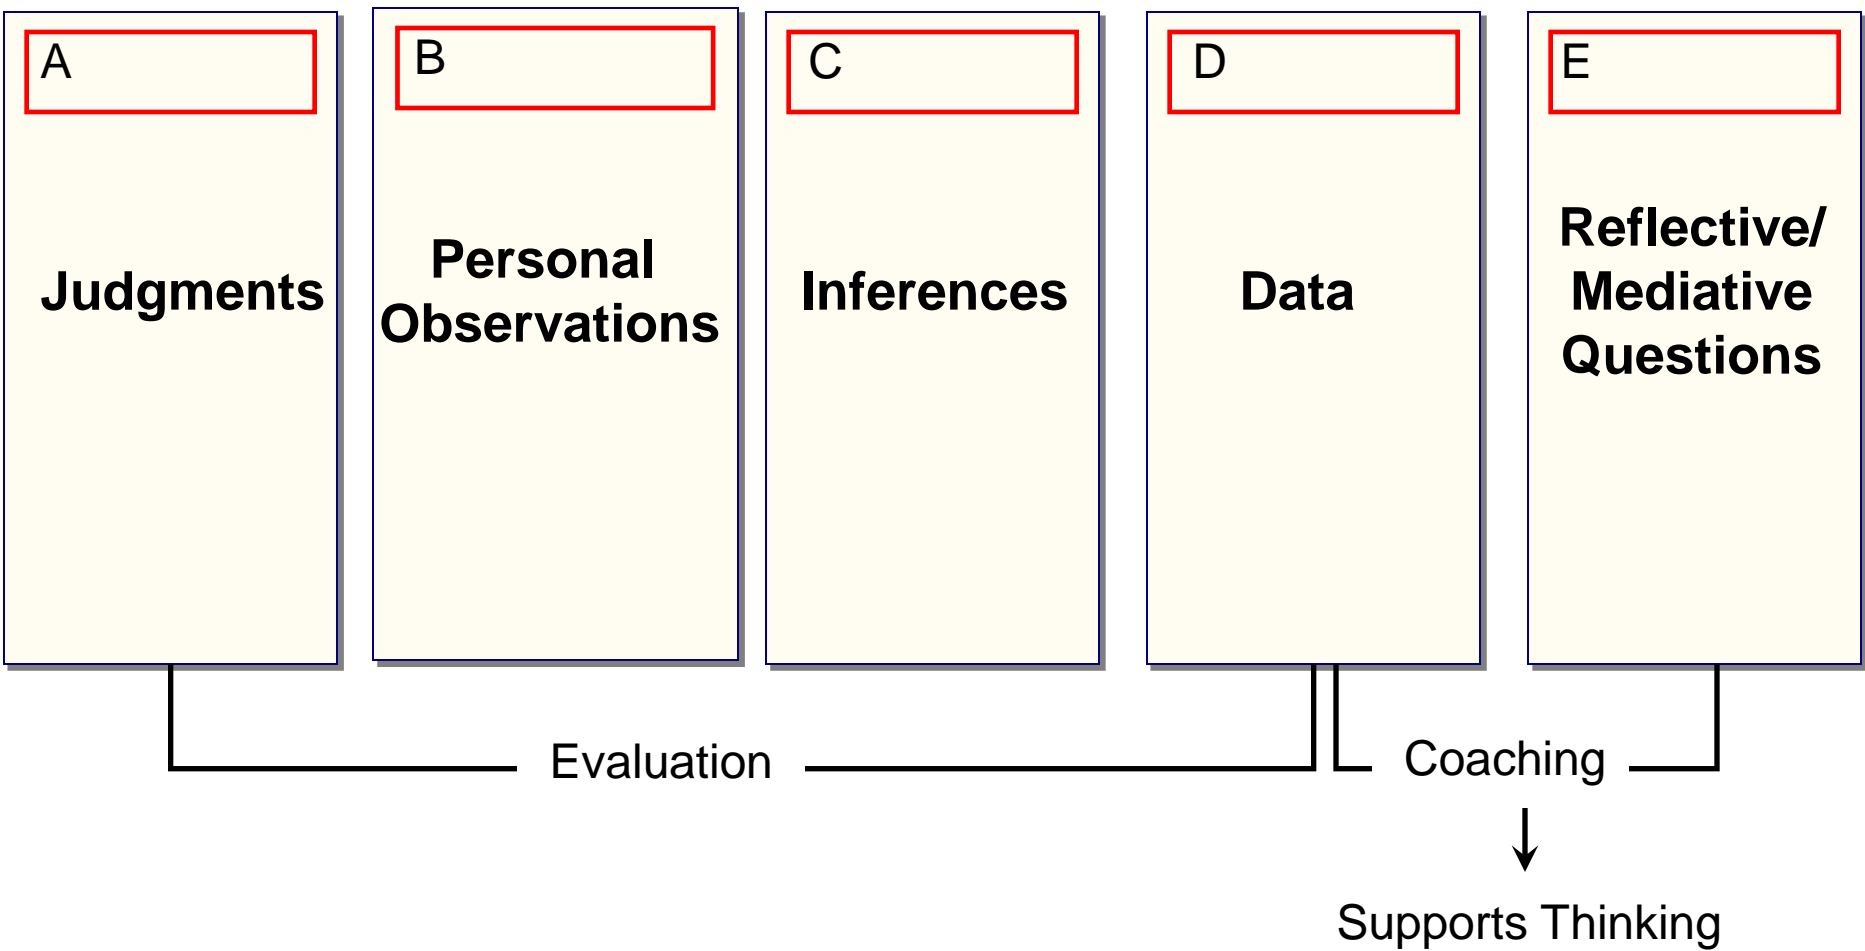 A
Judgments
B
Personal
Observations
C
Inferences
D
Data
E
Reflective/
Mediative
Questions
Evaluation
Coaching
Supports Thinking